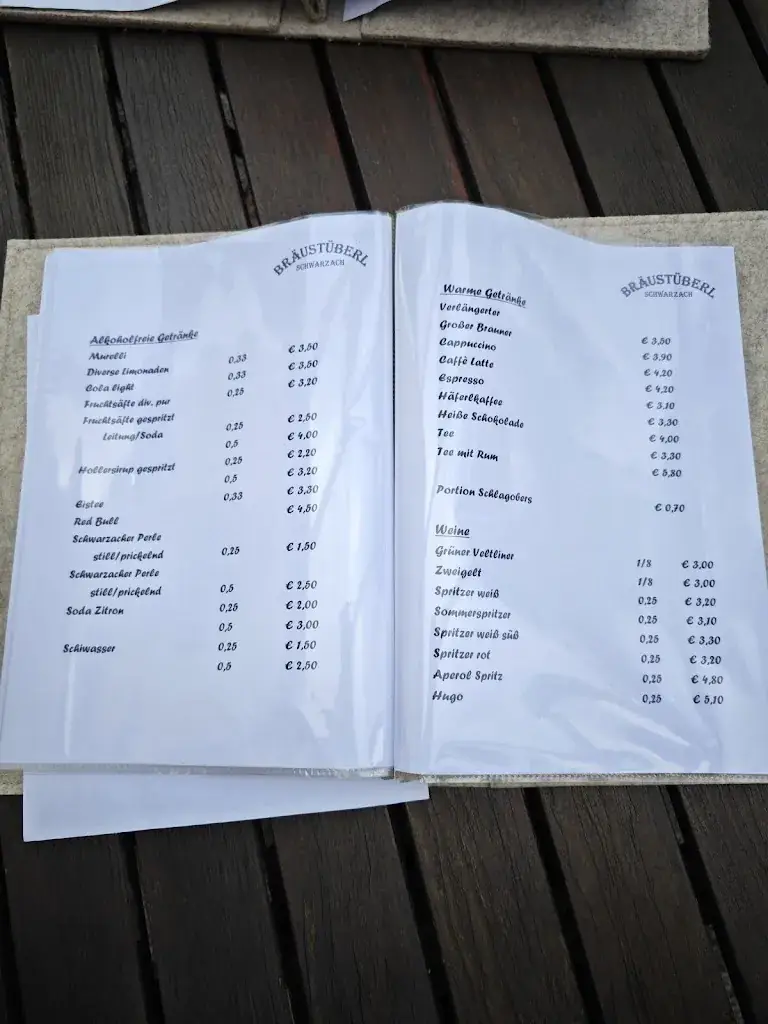 BRÄUSTÜBERL
SCHWARZACH
Alkoholfreie Getränke
Murelli 0,33 € 3,50
Diverse Limonaden 0,33 € 3,50
Cola light 0,25 € 3,20
Fruchtsäfte div. pur
Fruchtsäfte gespritzt 0,25 € 2,50
Leitung/Soda 0,5 € 4,00
Hollersirup gespritzt 0,25 € 2,20
0,5 € 3,20
Eistee 0,33 € 3,30
Red Bull € 4,50
Schwarzacher Perle
still/prickelnd 0,25 € 1,50
Schwarzacher Perle
still/prickelnd 0,5 € 2,50
Soda Zitron 0,25 € 2,00
0,5 € 3,00
Schiwasser 0,25 € 1,50
0,5 € 2,50
BRÄUSTÜBERL
SCHWARZACH
Warme Getränke
Verlängerter € 3,50
Großer Brauner € 3,90
Cappuccino € 4,20
Caffè Latte € 4,20
Espresso € 3,10
Häferlkaffee € 3,30
Heiße Schokolade € 4,00
Tee € 3,30
Tee mit Rum € 5,80
Portion Schlagobers € 0,70
Weine
Grüner Veltliner 1/8 € 3,00
Zweigelt 1/8 € 3,00
Spritzer weiß 0,25 € 3,20
Sommerspritzer 0,25 € 3,10
Spritzer weiß süß 0,25 € 3,30
Spritzer rot 0,25 € 3,20
Aperol Spritz 0,25 € 4,80
Hugo 0,25 € 5,10